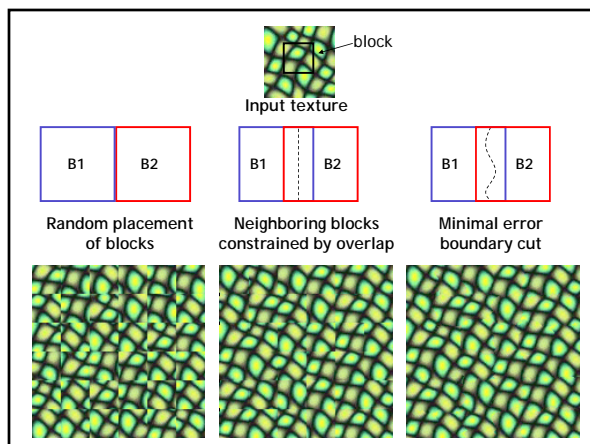 block
Input texture
B1
B2
B1
B2
B1
B2
Random placement
of blocks
Neighboring blocks
constrained by overlap
Minimal error
boundary cut